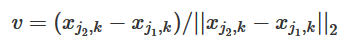 v = (x_{j_2,k} − x_{j_1,k})/||x_{j_2,k} − x_{j_1,k}||_2